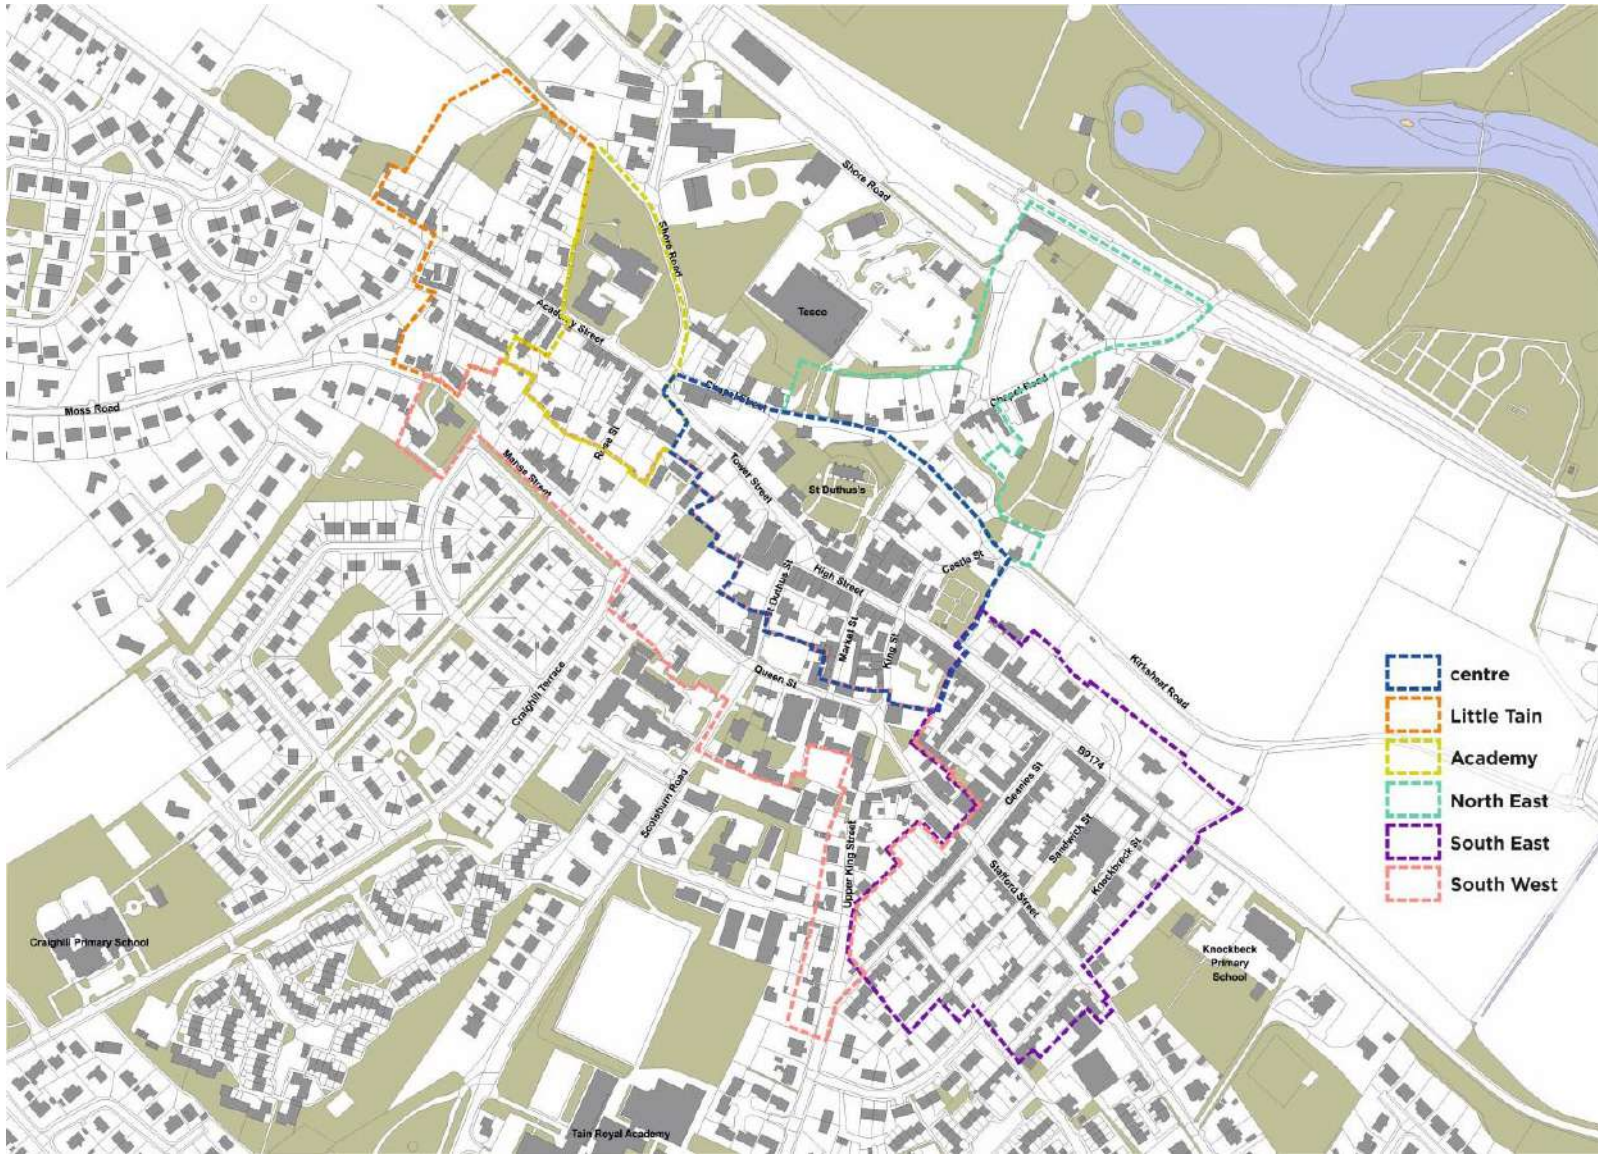 Shore Road
Shore Road
Tesco
Academy Street
Chapel Street
Chapel Road
Moss Road
Rose St
Manse Street
Tower Street
St Duthus's
Castle St
High Street
St Duthus St
Market St
King St
Queen St
Craighill Terrace
Kirksheaf Road
B9174
Geanies St
Sandwick St
Knockbreck St
Stafford Street
Scotsburn Road
Upper King Street
Craighill Primary School
Knockbeck
Primary
School
Tain Royal Academy
centre
Little Tain
Academy
North East
South East
South West